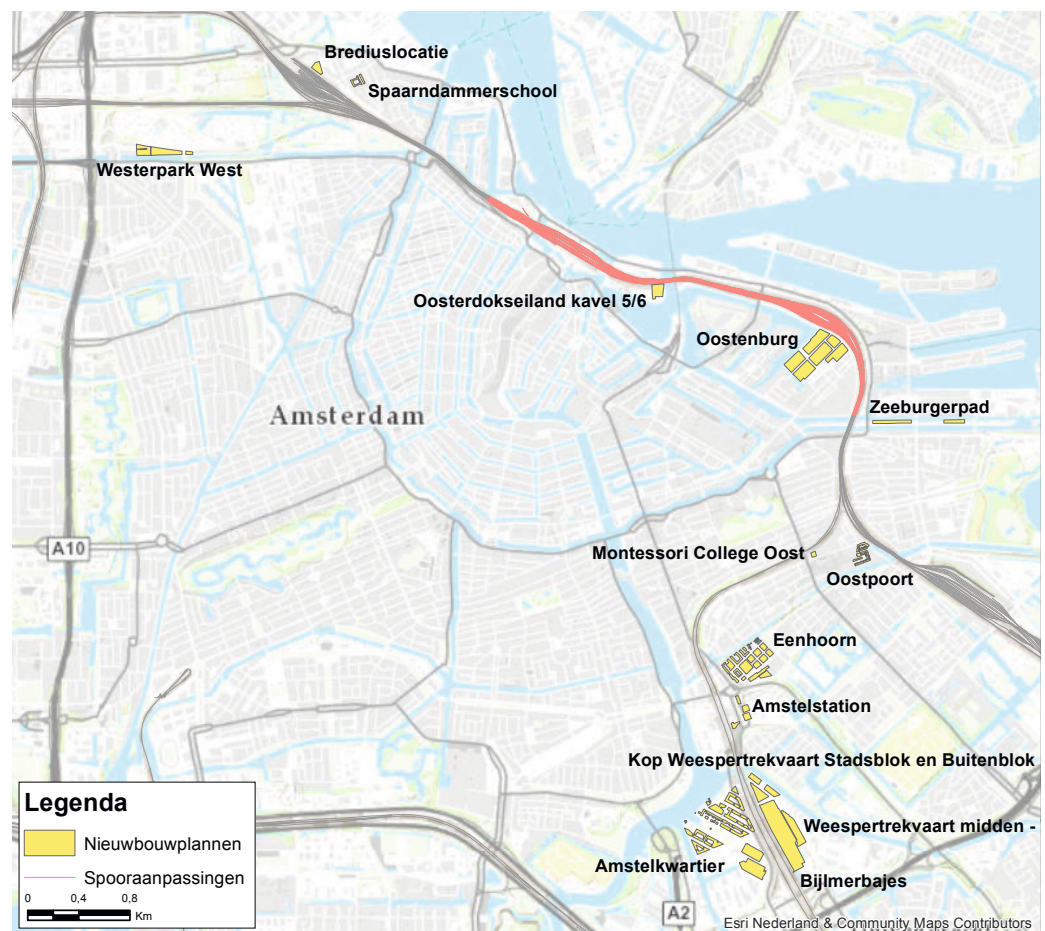 Brediuslocatie
Spaarndammerschool
Westerpark West
Oosterdokseiland kavel 5/6
Oostenburg
Amsterdam
Zeeburgerpad
A10
Montessori College Oost
Oostpoort
Eenhoorn
Amstelstation
Kop Weespertrekvaart Stadsblok en Buitenblok
Weespertrekvaart midden -
Amstelkwartier
Bijlmerbajes
A2
Legenda
Nieuwbouwplannen
Spooraanpassingen
0 0,4 0,8
Km
Esri Nederland & Community Maps Contributors